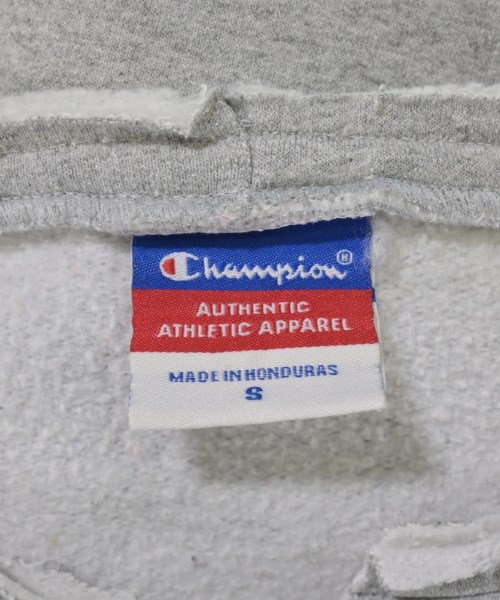 Champion®
AUTHENTIC
ATHLETIC APPAREL
MADE IN HONDURAS
S